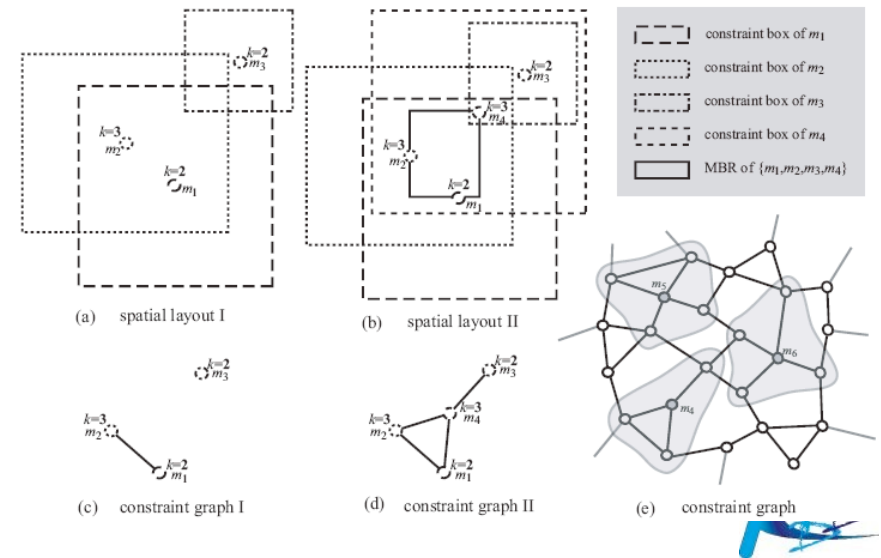 k=2
m3
k=3
m2
k=2
m1
(a) spatial layout I
k=2
m3
k=3
m4
k=3
m2
k=2
m1
(b) spatial layout II
constraint box of m1
constraint box of m2
constraint box of m3
constraint box of m4
MBR of {m1,m2,m3,m4}
k=2
m3
k=3
m2
k=2
m1
(c) constraint graph I
k=2
m3
k=3
m4
k=3
m2
k=2
m1
(d) constraint graph II
m5
m6
m4
(e) constraint graph